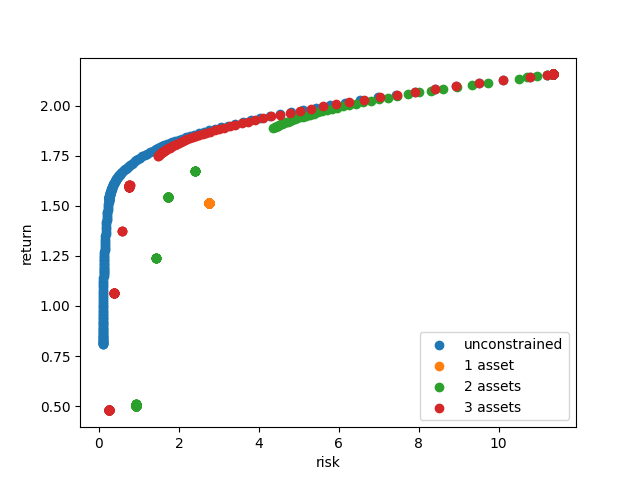 2.00
1.75
1.50
1.25
1.00
0.75
0.50
return
0
2
4
6
8
10
risk
unconstrained
1 asset
2 assets
3 assets